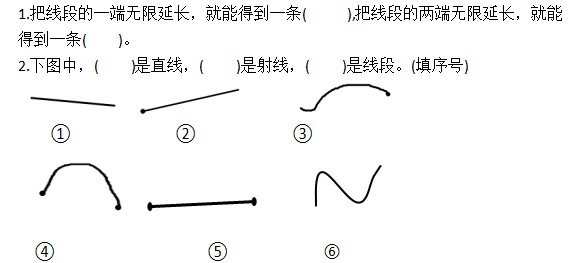 1.把线段的一端无限延长，就能得到一条(　　　),把线段的两端无限延长，就能
得到一条(　　)。
2.下图中，(　　)是直线，(　　)是射线，(　　)是线段。(填序号)
① ② ③
④ ⑤ ⑥